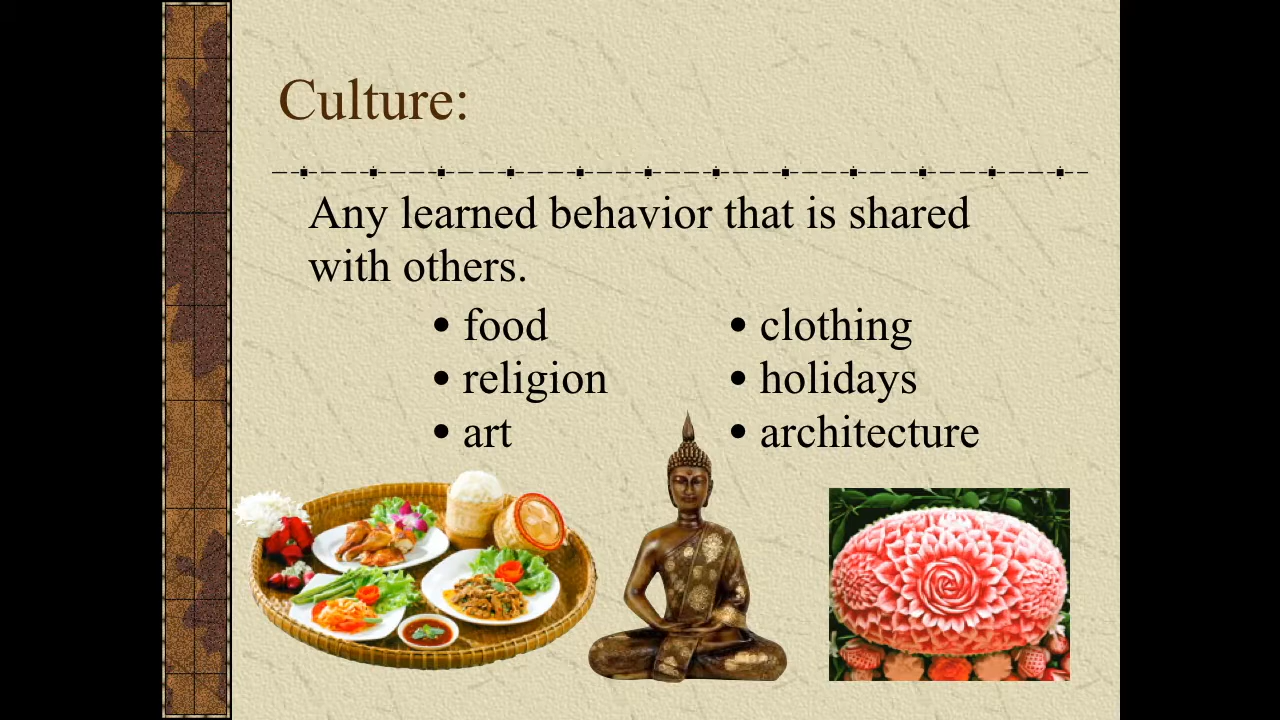 Culture:
Any learned behavior that is shared
with others.
• food
• religion
• art
• clothing
• holidays
• architecture